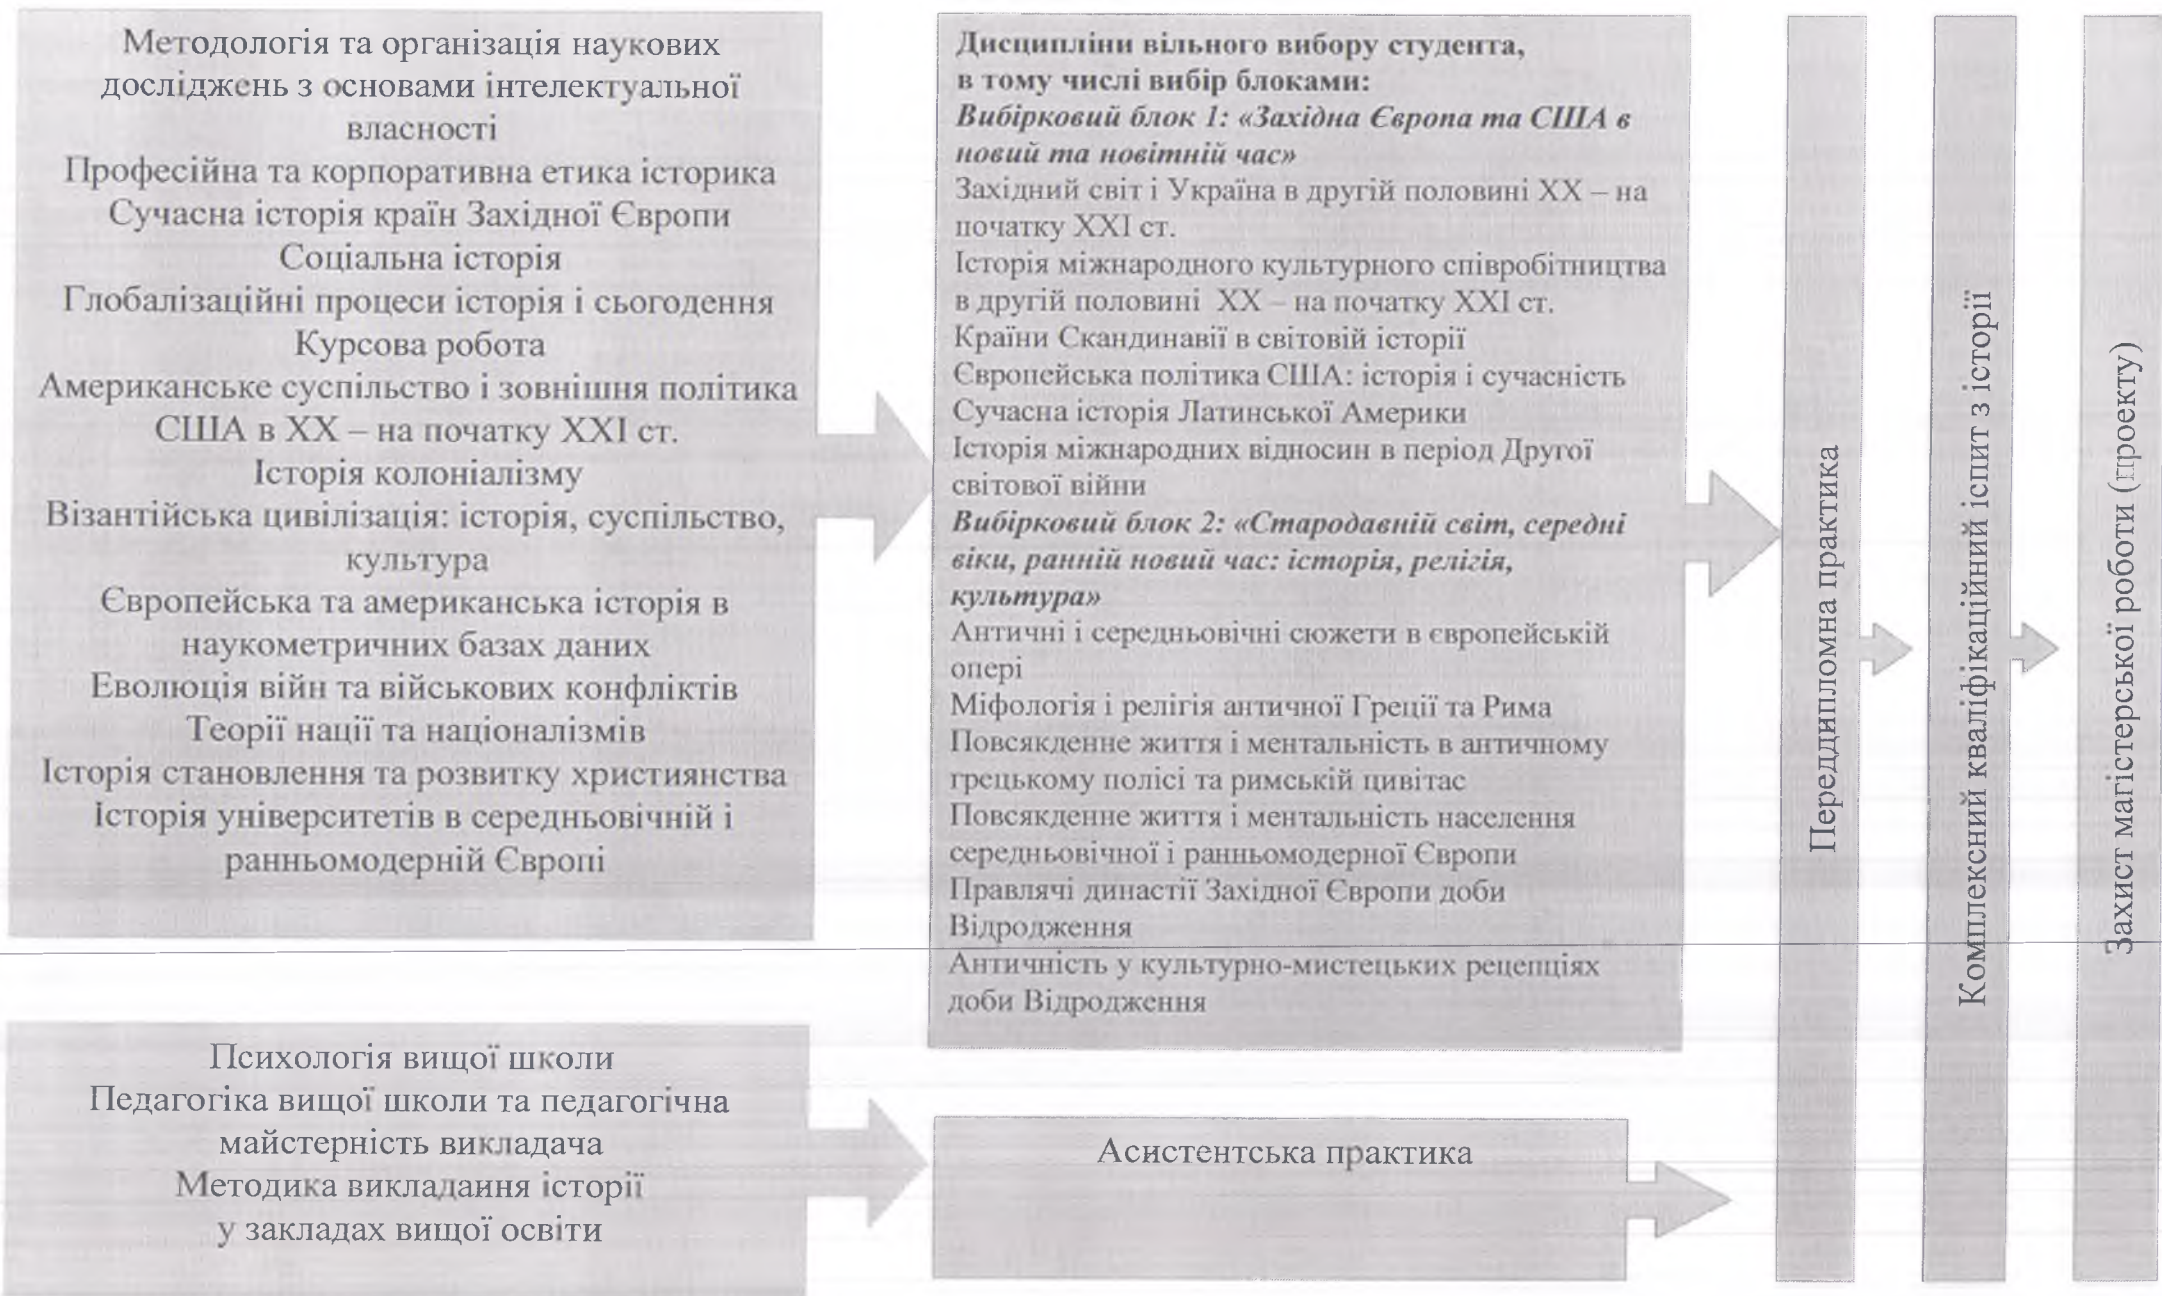 Методологія та організація наукових
досліджень з основами інтелектуальної
власності
Професійна та корпоративна етика історика
Сучасна історія країн Західної Європи
Соціальна історія
Глобалізаційні процеси історія і сьогодення
Курсова робота
Американське суспільство і зовнішня політика
США в ХХ – на початку ХХІ ст.
Історія колоніалізму
Візантійська цивілізація: історія, суспільство,
культура
Європейська та американська історія в
наукометричних базах даних
Еволюція війн та військових конфліктів
Теорії нації та націоналізмів
Історія становлення та розвитку християнства
Історія університетів в середньовічній і
ранньомодерній Європі
Дисципліни вільного вибору студента,
в тому числі вибір блоками:
Вибірковий блок 1: «Західна Європа та США в
новий та новітній час»
Західний світ і Україна в другій половині ХХ – на
початку ХХІ ст.
Історія міжнародного культурного співробітництва
в другій половині ХХ – на початку ХХІ ст.
Країни Скандинавії в світовій історії
Європейська політика США: історія і сучасність
Сучасна історія Латинської Америки
Історія міжнародних відносин в період Другої
світової війни
Вибірковий блок 2: «Стародавній світ, середні
віки, ранній новий час: історія, релігія,
культура»
Античні і середньовічні сюжети в європейській
опері
Міфологія і релігія античної Греції та Рима
Повсякденне життя і ментальність в античному
грецькому полісі та римській цивітас
Повсякденне життя і ментальність населення
середньовічної і ранньомодерної Європи
Правлячі династії Західної Європи доби
Відродження
Античність у культурно-мистецьких рецепціях
доби Відродження
Психологія вищої школи
Педагогіка вищої школи та педагогічна
майстерність викладача
Методика викладання історії
у закладах вищої освіти
Асистентська практика
Переддипломна практика
Комплексний кваліфікаційний іспит з історії
Захист магістерської роботи (проекту)